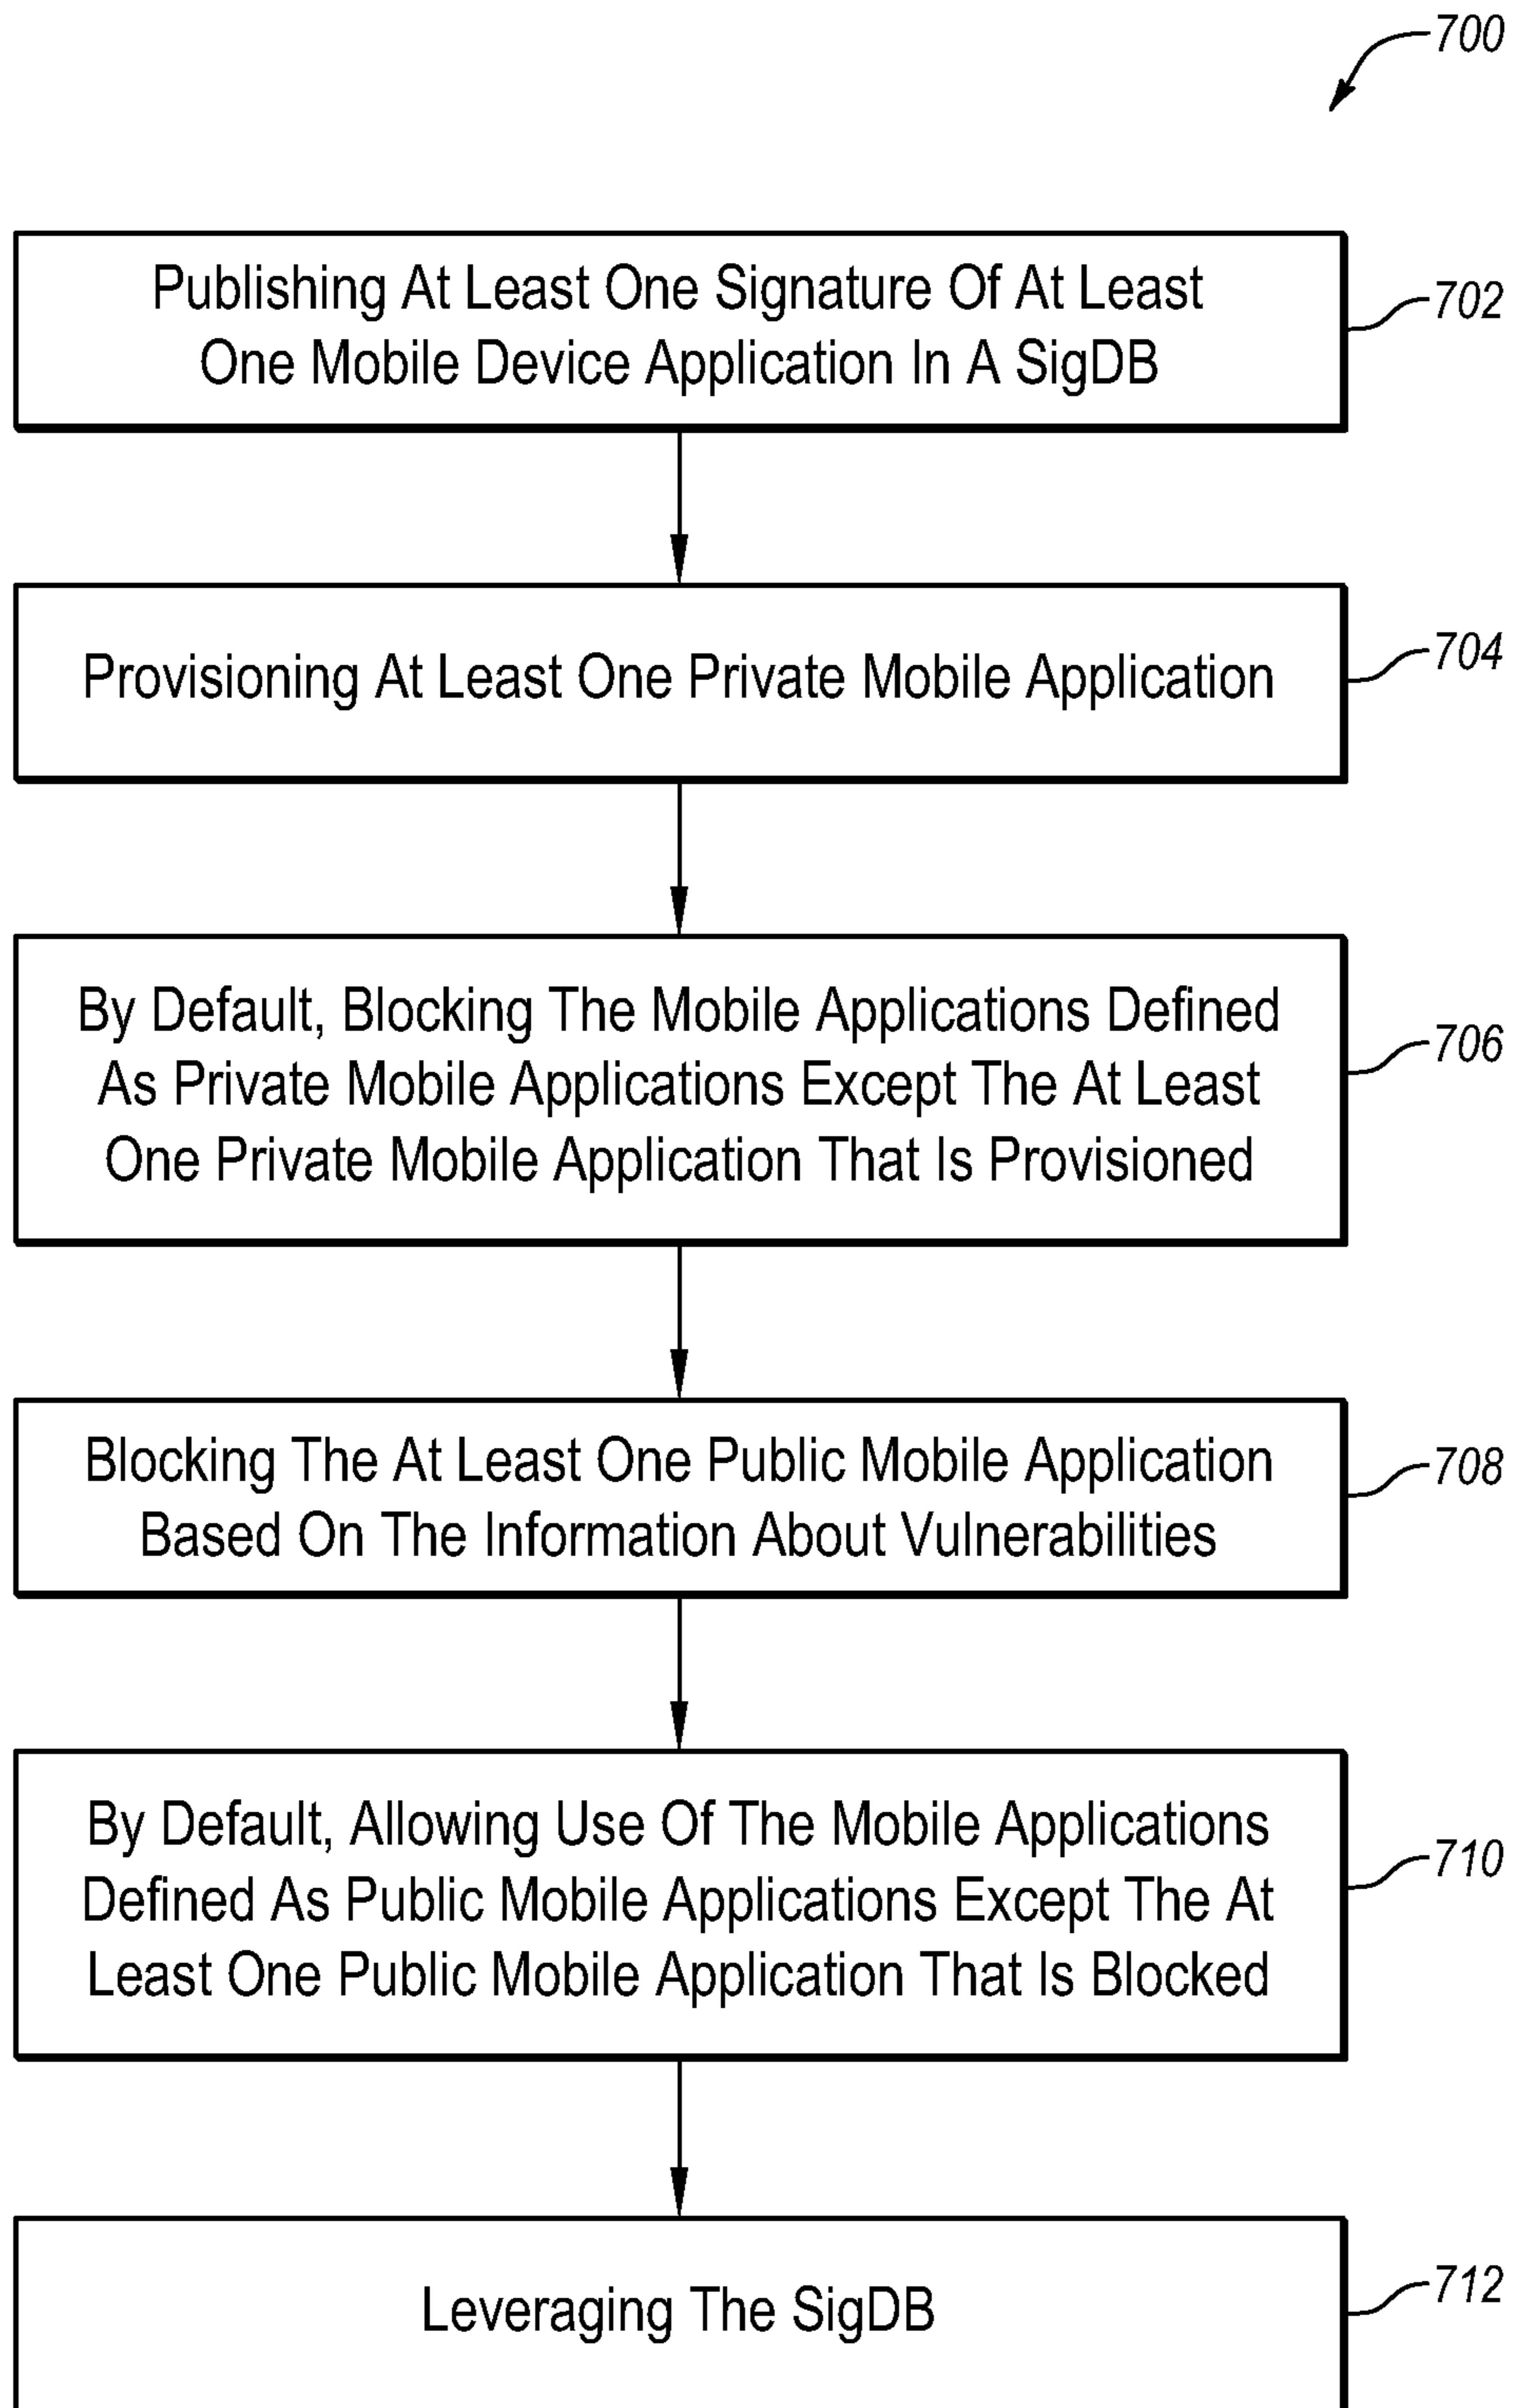 700
Publishing At Least One Signature Of At Least
One Mobile Device Application In A SigDB
702
Provisioning At Least One Private Mobile Application
704
By Default, Blocking The Mobile Applications Defined
As Private Mobile Applications Except The At Least
One Private Mobile Application That Is Provisioned
706
Blocking The At Least One Public Mobile Application
Based On The Information About Vulnerabilities
708
By Default, Allowing Use Of The Mobile Applications
Defined As Public Mobile Applications Except The At
Least One Public Mobile Application That Is Blocked
710
Leveraging The SigDB
712